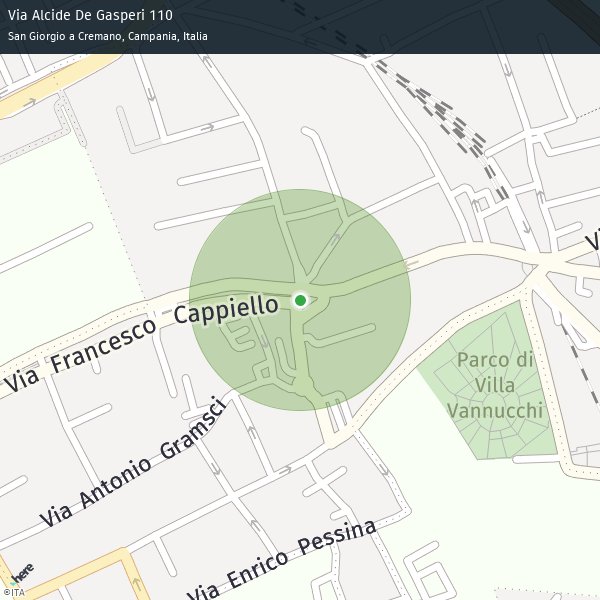 Via Alcide De Gasperi 110
San Giorgio a Cremano, Campania, Italia
Via Francesco Cappiello
Parco di
Villa
Vannucchi
Via Antonio Gramsci
Via Enrico Pessina
here
©ITA